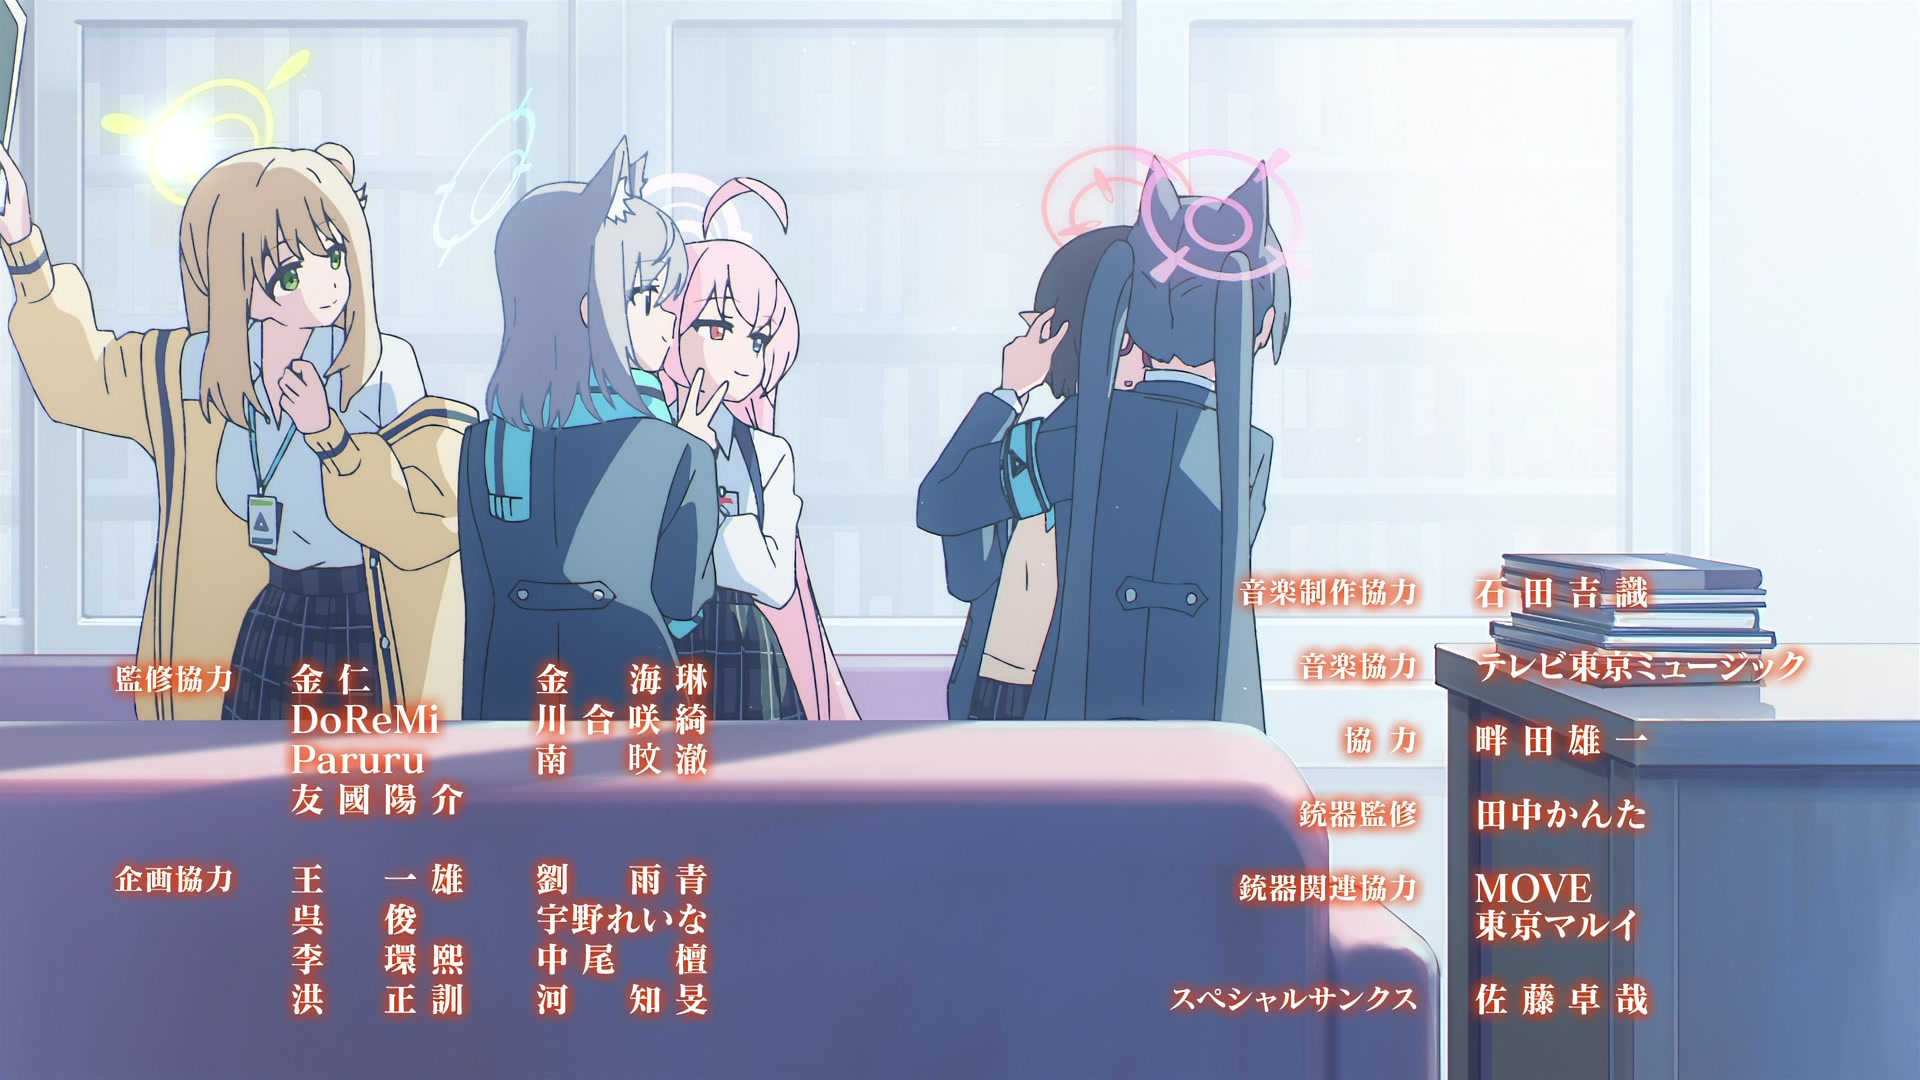 監修協力 金仁 金海琳
DoReMi 川合咲綺
Paruru 南旼澈
友國陽介
企画協力 王一雄 劉雨青
呉俊 宇野れいな
李環熙 中尾檀
洪正訓 河知旻
音楽制作協力 石田吉識
音楽協力 テレビ東京ミュージック
協力 畔田雄一
銃器監修 田中かんた
銃器関連協力 MOVE
東京マルイ
スペシャルサンクス 佐藤卓哉